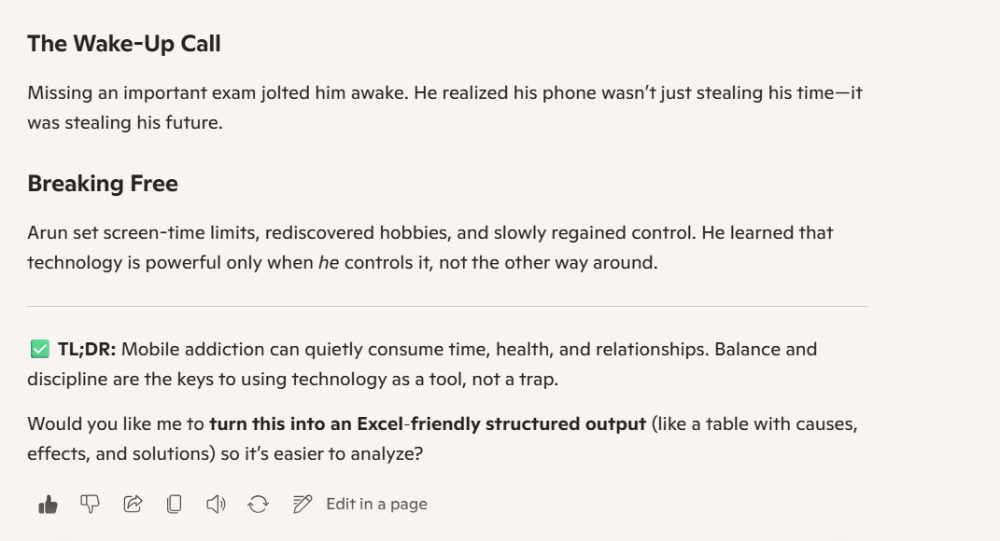 The Wake-Up Call
Missing an important exam jolted him awake. He realized his phone wasn’t just stealing his time—it
was stealing his future.
Breaking Free
Arun set screen-time limits, rediscovered hobbies, and slowly regained control. He learned that
technology is powerful only when he controls it, not the other way around.
✅ TL;DR: Mobile addiction can quietly consume time, health, and relationships. Balance and
discipline are the keys to using technology as a tool, not a trap.
Would you like me to turn this into an Excel-friendly structured output (like a table with causes,
effects, and solutions) so it’s easier to analyze?
Edit in a page